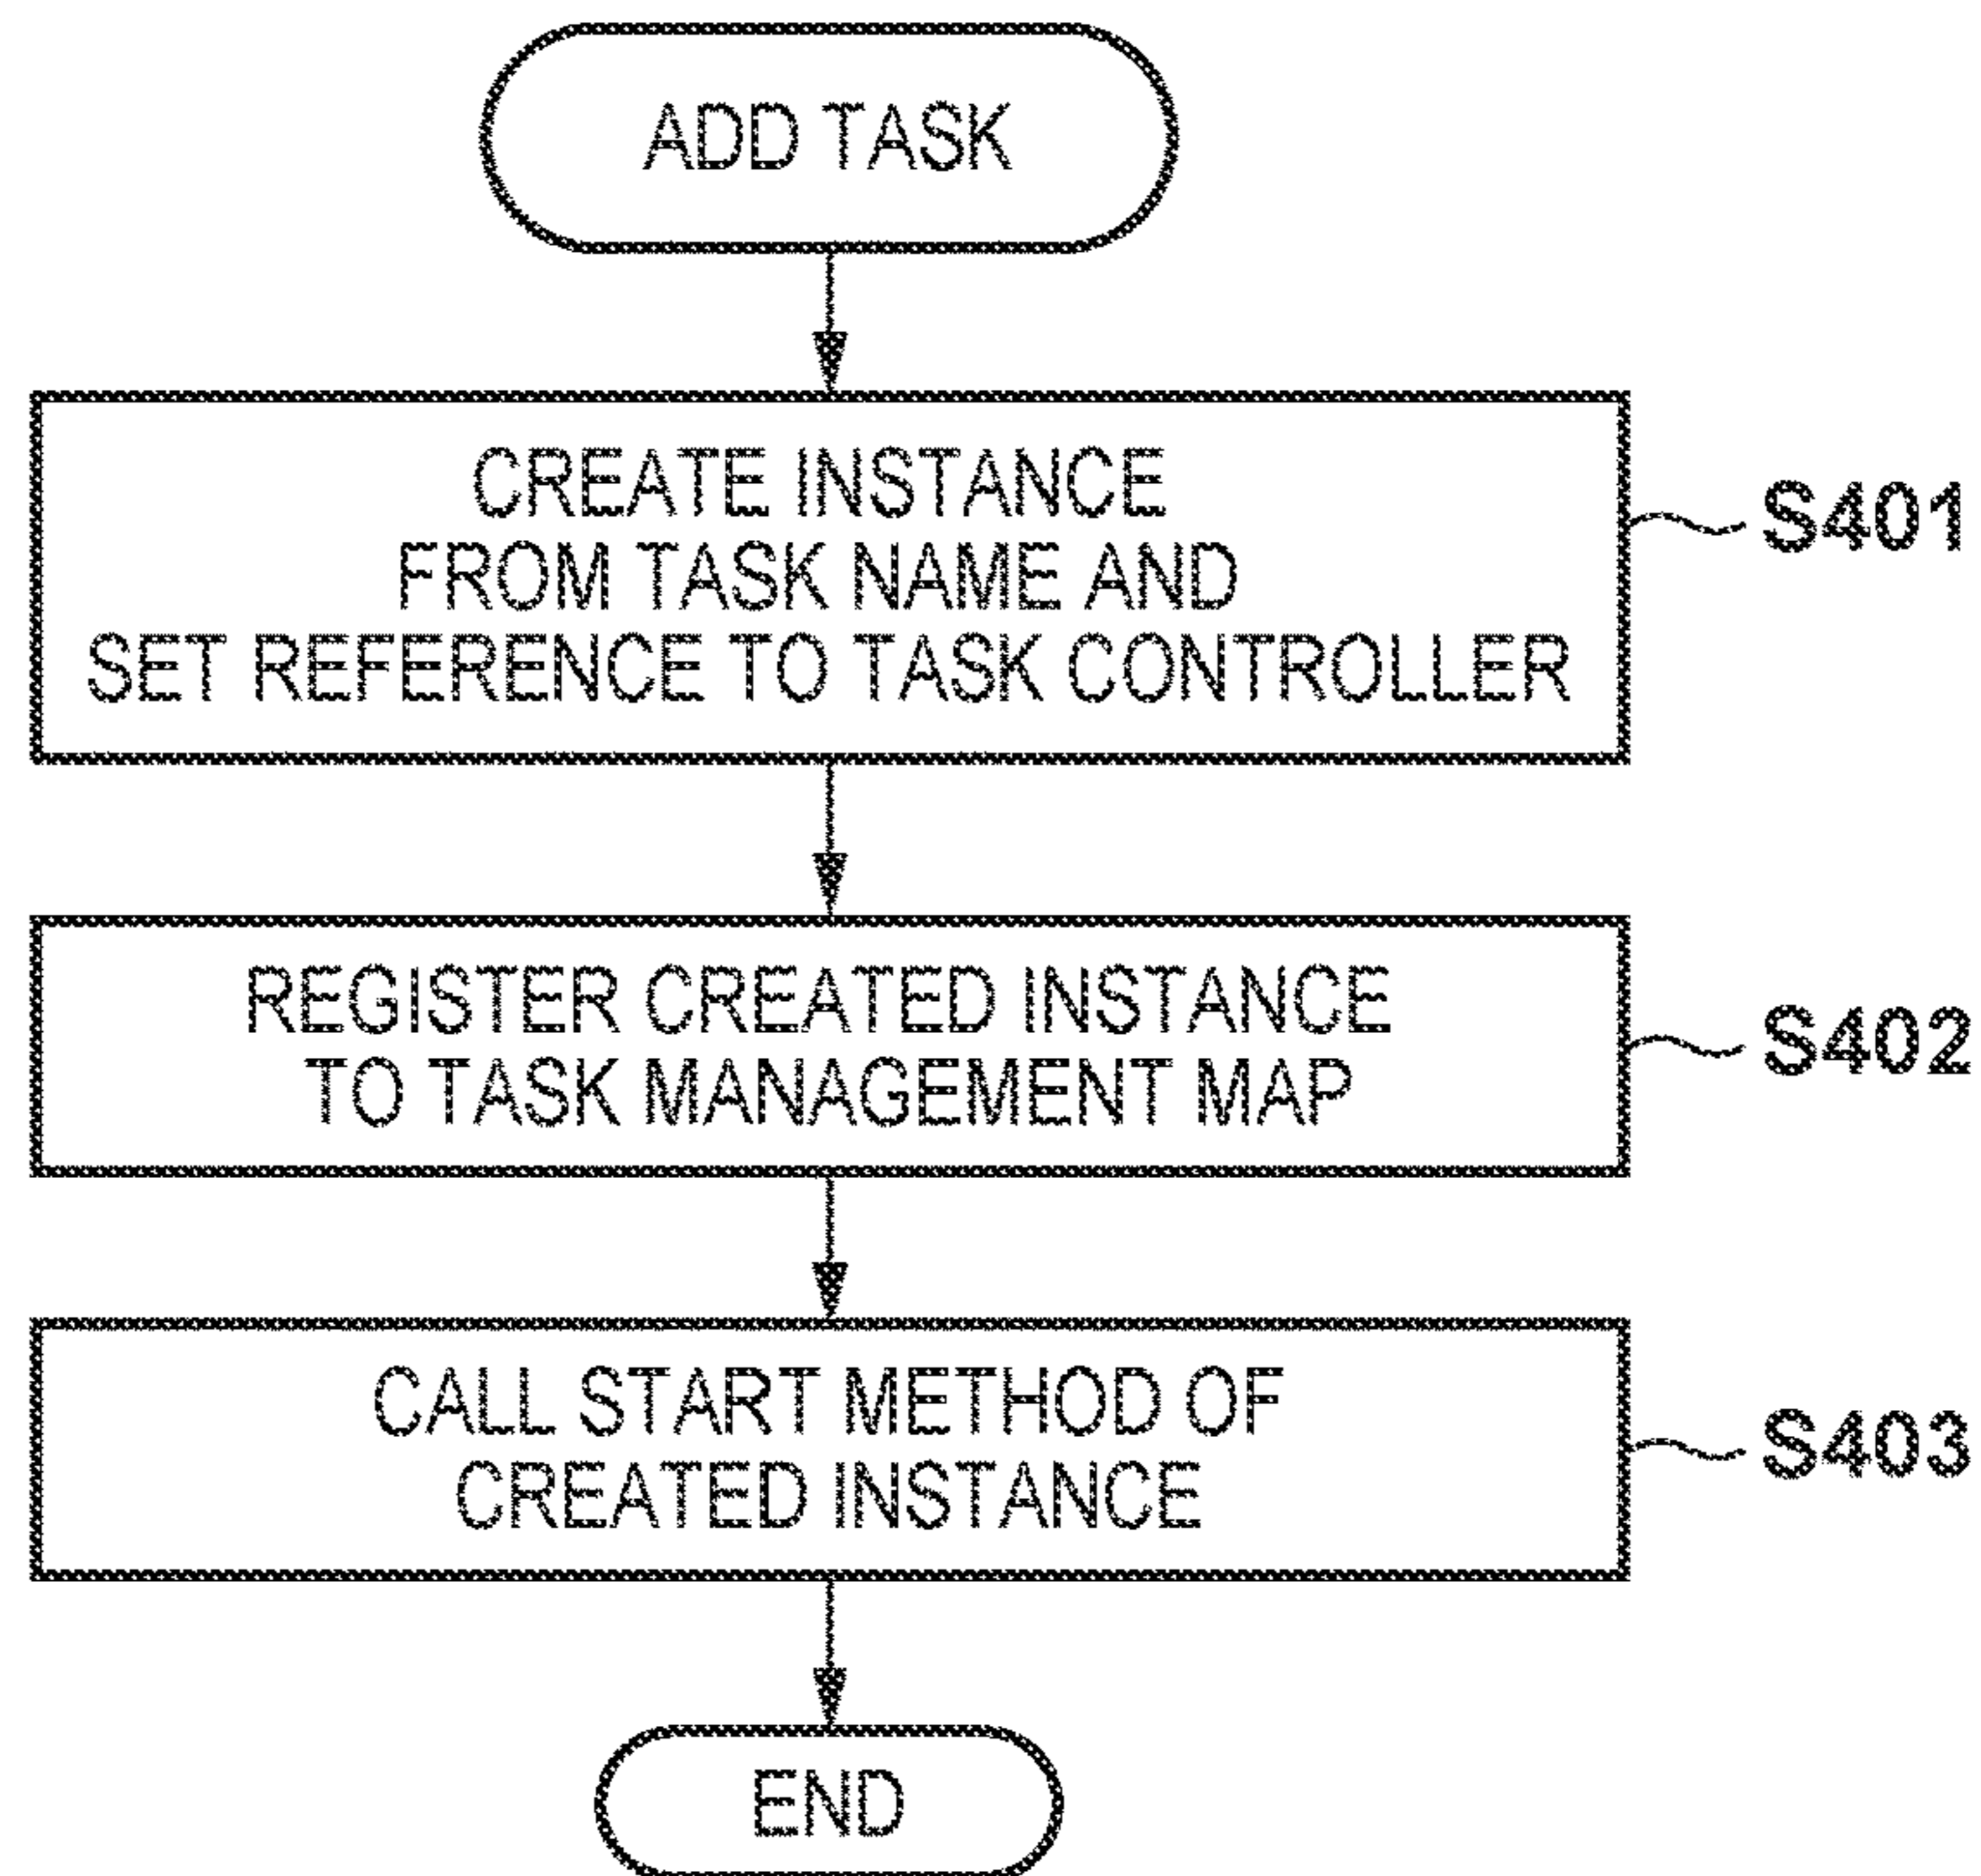 ADD TASK
CREATE INSTANCE
FROM TASK NAME AND
SET REFERENCE TO TASK CONTROLLER
S401
REGISTER CREATED INSTANCE
TO TASK MANAGEMENT MAP
S402
CALL START METHOD OF
CREATED INSTANCE
S403
END